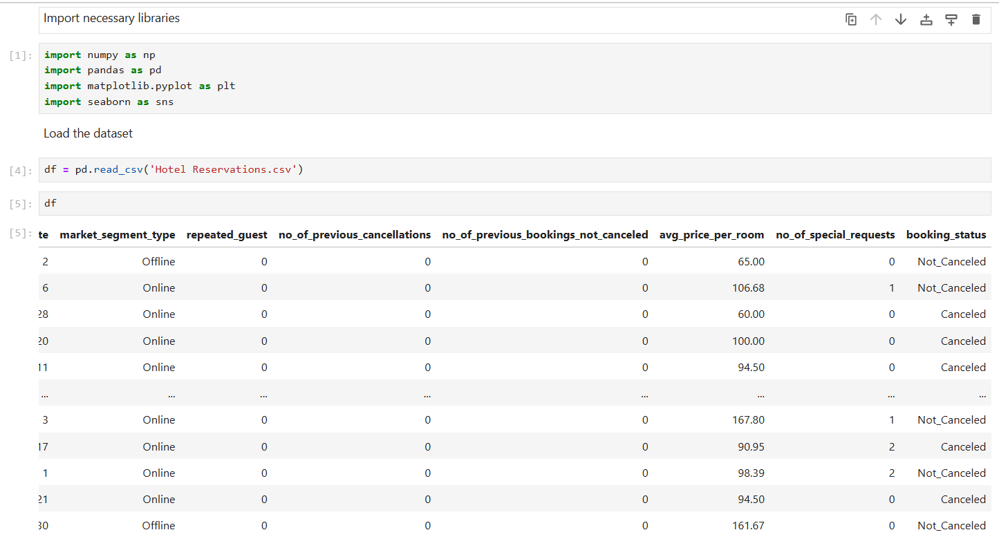 Import necessary libraries
[1]:
import numpy as np
import pandas as pd
import matplotlib.pyplot as plt
import seaborn as sns
Load the dataset
[4]: df = pd.read_csv('Hotel Reservations.csv')
[5]: df
[5]: te market_segment_type repeated_guest no_of_previous_cancellations no_of_previous_bookings_not_canceled avg_price_per_room no_of_special_requests booking_status
2 Offline 0 0 0 65.00 0 Not_Canceled
6 Online 0 0 0 106.68 1 Not_Canceled
28 Online 0 0 0 60.00 0 Canceled
20 Online 0 0 0 100.00 0 Canceled
11 Online 0 0 0 94.50 0 Canceled
... ... ... ... ... ... ... ...
3 Online 0 0 0 167.80 1 Not_Canceled
17 Online 0 0 0 90.95 2 Canceled
1 Online 0 0 0 98.39 2 Not_Canceled
21 Online 0 0 0 94.50 0 Canceled
30 Offline 0 0 0 161.67 0 Not_Canceled